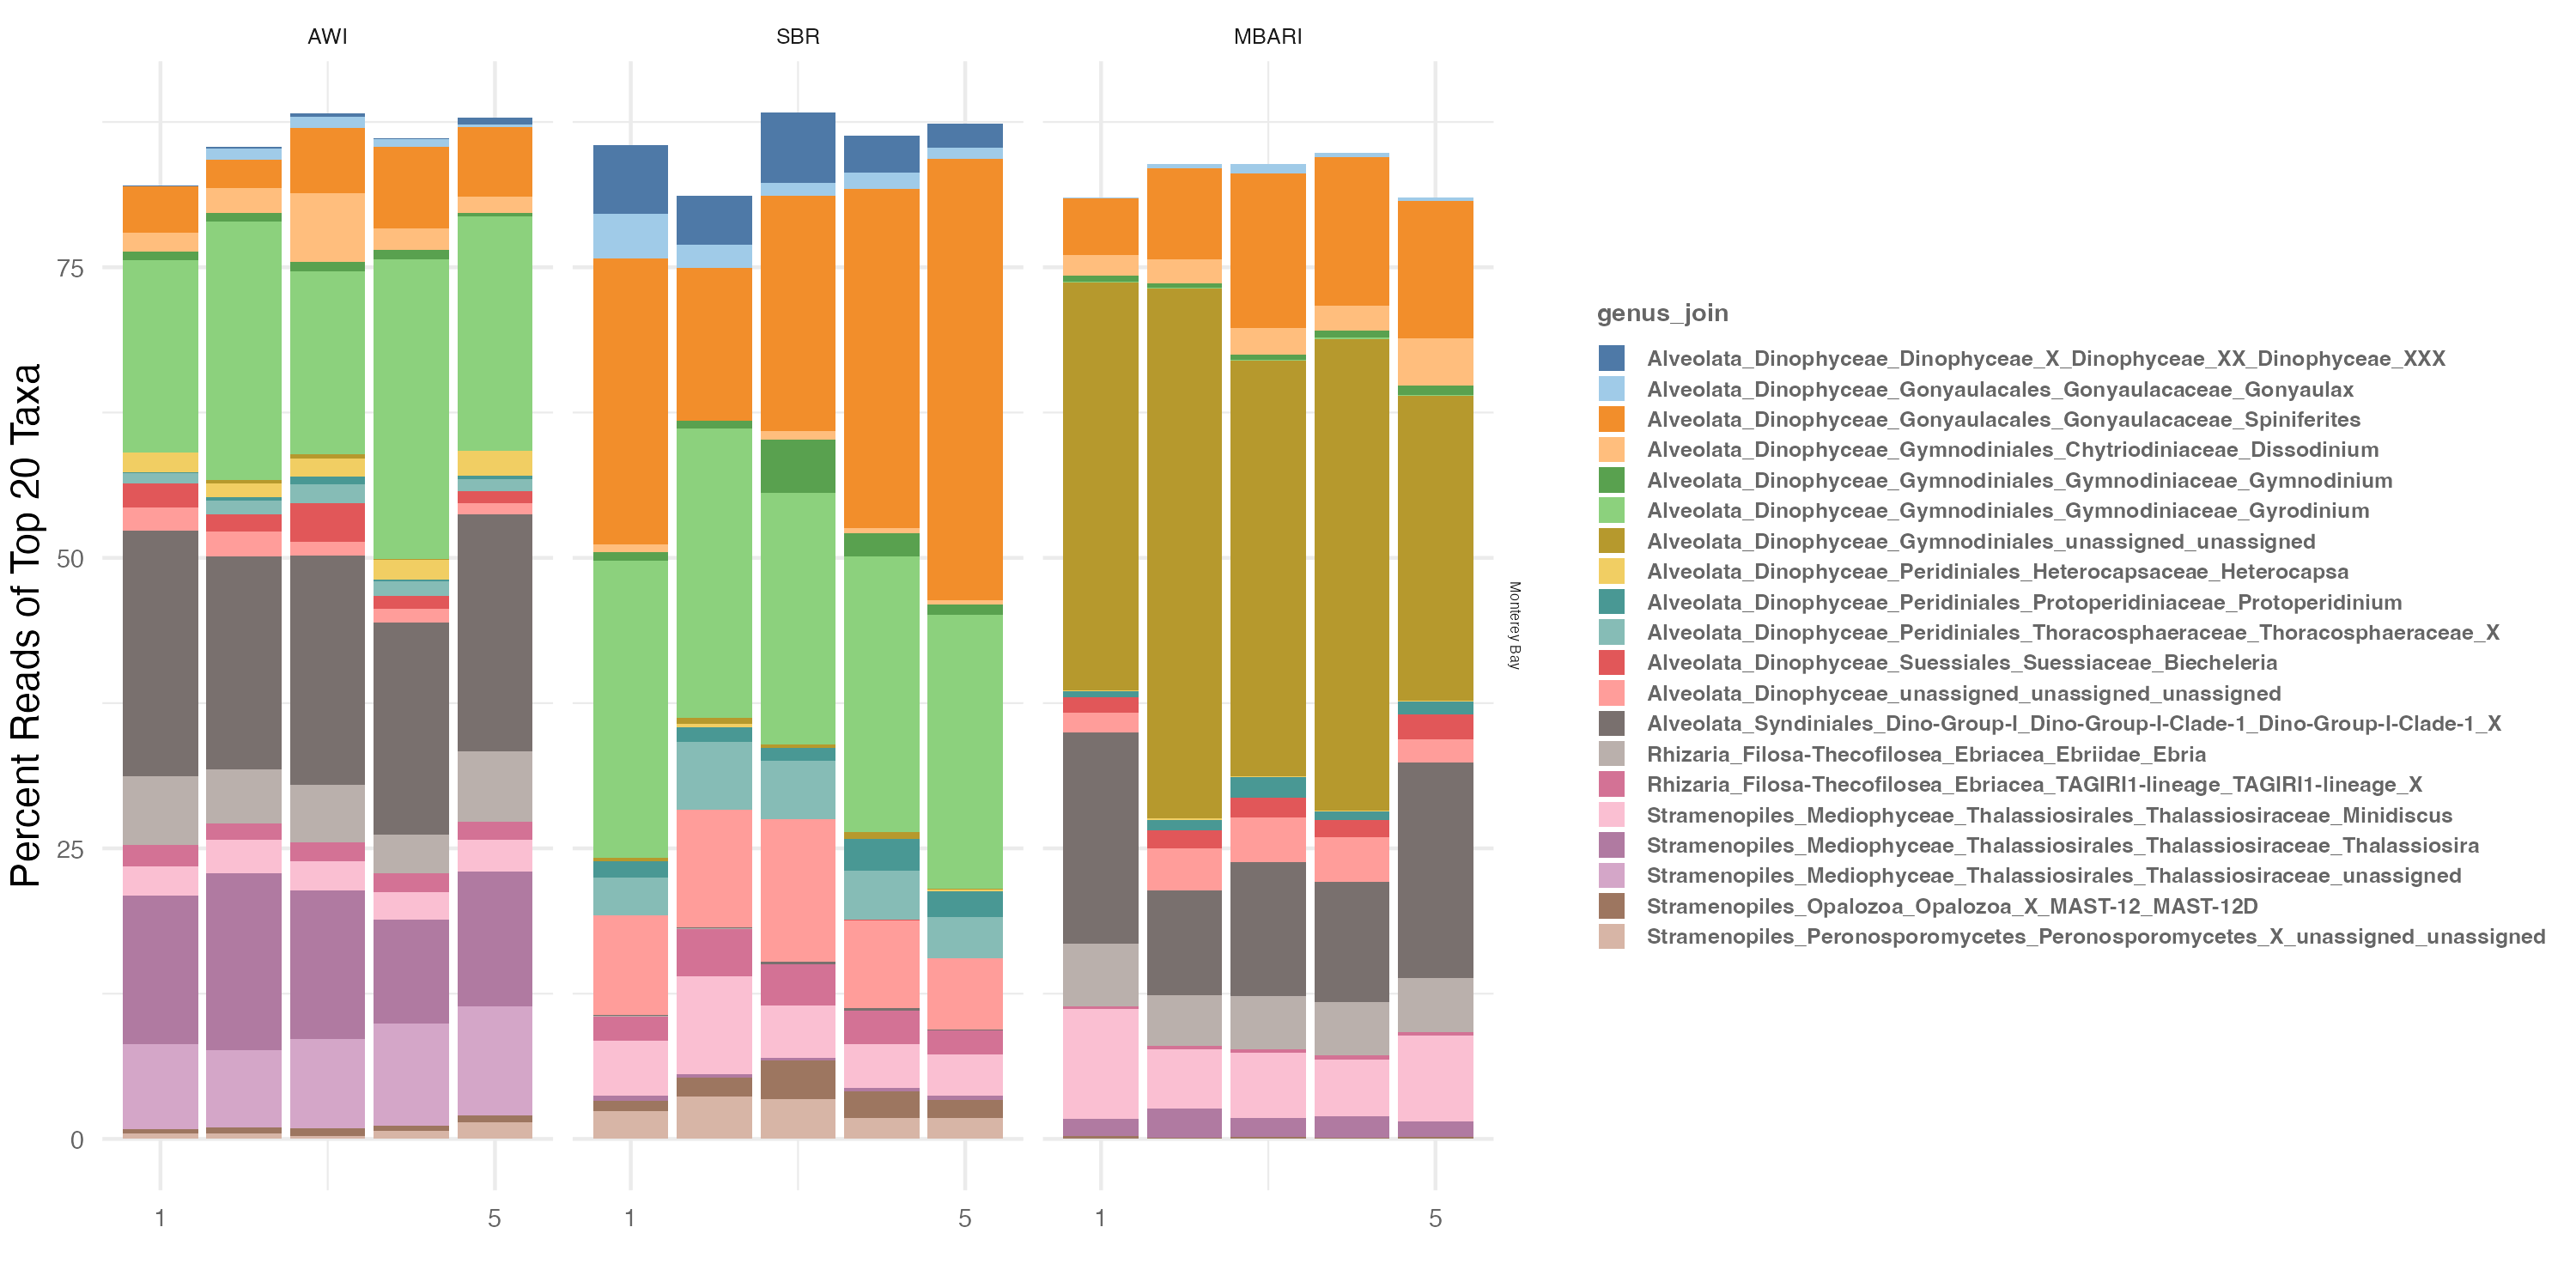 AWI
SBR
MBARI
Percent Reads of Top 20 Taxa
75
50
25
0
1
5
1
5
1
5
Monterey Bay
genus_join
Alveolata_Dinophyceae_Dinophyceae_X_Dinophyceae_XX_Dinophyceae_XXX
Alveolata_Dinophyceae_Gonyaulacales_Gonyaulacaceae_Gonyaulax
Alveolata_Dinophyceae_Gonyaulacales_Gonyaulacaceae_Spiniferites
Alveolata_Dinophyceae_Gymnodiniales_Chytriodiniaceae_Dissodinium
Alveolata_Dinophyceae_Gymnodiniales_Gymnodiniaceae_Gymnodinium
Alveolata_Dinophyceae_Gymnodiniales_Gymnodiniaceae_Gyrodinium
Alveolata_Dinophyceae_Gymnodiniales_unassigned_unassigned
Alveolata_Dinophyceae_Peridiniales_Heterocapsaceae_Heterocapsa
Alveolata_Dinophyceae_Peridiniales_Protoperidiniaceae_Protoperidinium
Alveolata_Dinophyceae_Peridiniales_Thoracosphaeraceae_Thoracosphaeraceae_X
Alveolata_Dinophyceae_Suessiales_Suessiaceae_Biecheleria
Alveolata_Dinophyceae_unassigned_unassigned_unassigned
Alveolata_Syndiniales_Dino-Group-I_Dino-Group-I-Clade-1_Dino-Group-I-Clade-1_X
Rhizaria_Filosa-Thecofilosea_Ebriacea_Ebriidae_Ebria
Rhizaria_Filosa-Thecofilosea_Ebriacea_TAGIRI1-lineage_TAGIRI1-lineage_X
Stramenopiles_Mediophyceae_Thalassiosirales_Thalassiosiraceae_Minidiscus
Stramenopiles_Mediophyceae_Thalassiosirales_Thalassiosiraceae_Thalassiosira
Stramenopiles_Mediophyceae_Thalassiosirales_Thalassiosiraceae_unassigned
Stramenopiles_Opalozoa_Opalozoa_X_MAST-12_MAST-12D
Stramenopiles_Peronosporomycetes_Peronosporomycetes_X_unassigned_unassigned